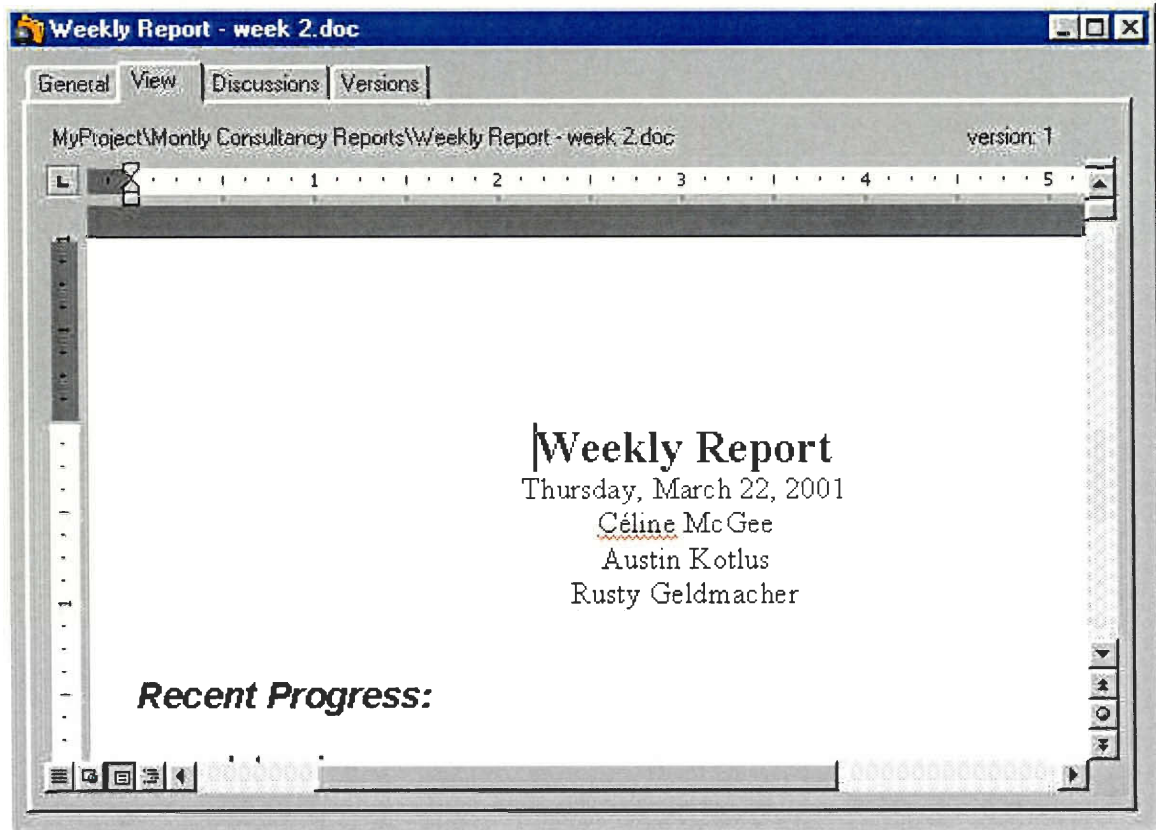 Weekly Report - week 2.doc
General View Discussions Versions
MyProject\Montly Consultancy Reports\Weekly Report - week 2.doc version: 1
1 2 3 4 5
1
1
Weekly Report
Thursday, March 22, 2001
Céline McGee
Austin Kotlus
Rusty Geldmacher
Recent Progress: